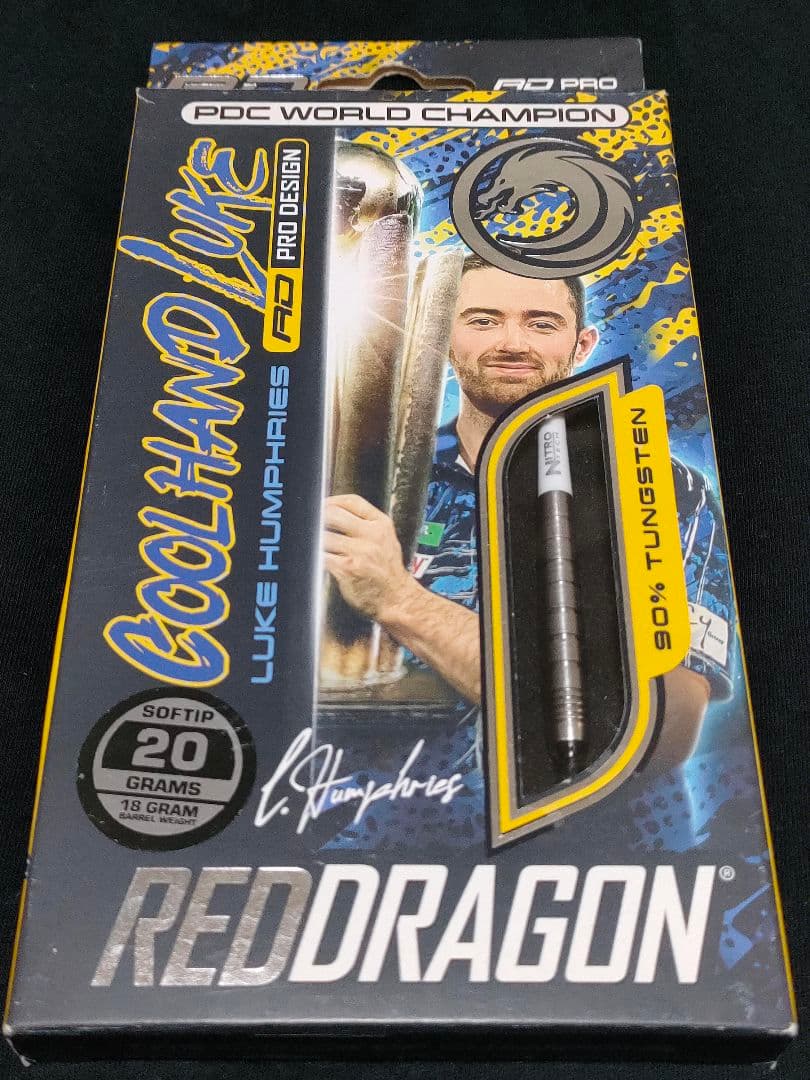 RD PRO
PDC WORLD CHAMPION
COOLHAND LUKE
RD PRO DESIGN
LUKE HUMPHRIES
NITRO
TECH
90% TUNGSTEN
SOFTIP
20
GRAMS
18 GRAM
BARREL WEIGHT
L. Humphries
REDDRAGON®